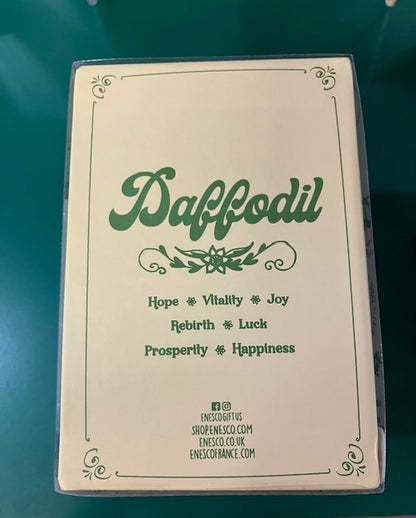 Daffodil
Hope ❀ Vitality ❀ Joy
Rebirth ❀ Luck
Prosperity ❀ Happiness
ENESCOGIFTUS
SHOP.ENESCO.COM
ENESCO.CO.UK
ENESCOFRANCE.COM